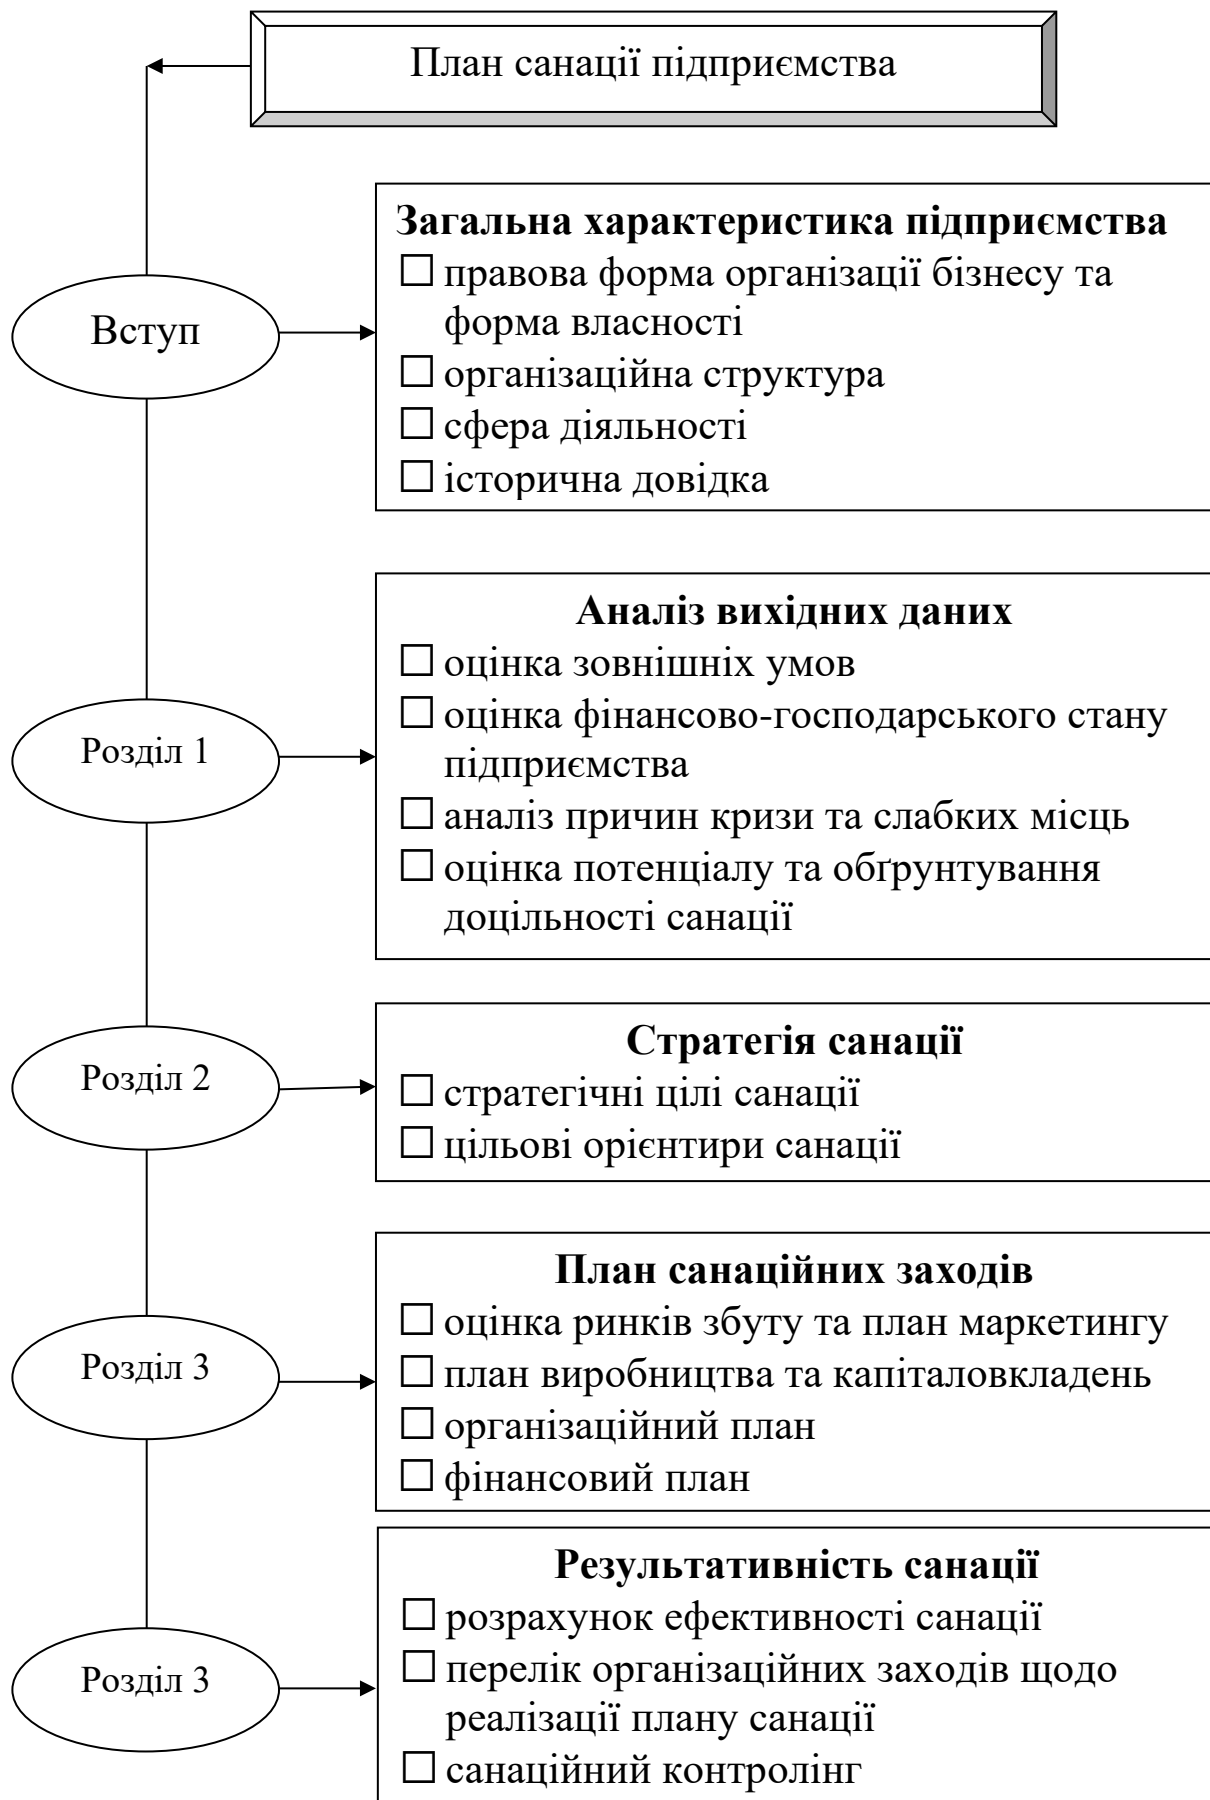 План санації підприємства
Вступ
Загальна характеристика підприємства
правова форма організації бізнесу та
форма власності
організаційна структура
сфера діяльності
історична довідка
Розділ 1
Аналіз вихідних даних
оцінка зовнішніх умов
оцінка фінансово-господарського стану
підприємства
аналіз причин кризи та слабких місць
оцінка потенціалу та обґрунтування
доцільності санації
Розділ 2
Стратегія санації
стратегічні цілі санації
цільові орієнтири санації
Розділ 3
План санаційних заходів
оцінка ринків збуту та план маркетингу
план виробництва та капіталовкладень
організаційний план
фінансовий план
Розділ 3
Результативність санації
розрахунок ефективності санації
перелік організаційних заходів щодо
реалізації плану санації
санаційний контролінг